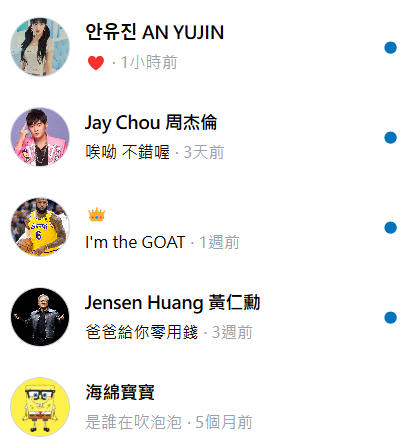 안유진 AN YUJIN
❤️ · 1小時前
Jay Chou 周杰倫
唉呦 不錯喔 · 3天前
👑
6
I'm the GOAT · 1週前
Jensen Huang 黃仁勳
爸爸給你零用錢 · 3週前
海綿寶寶
是誰在吹泡泡 · 5個月前